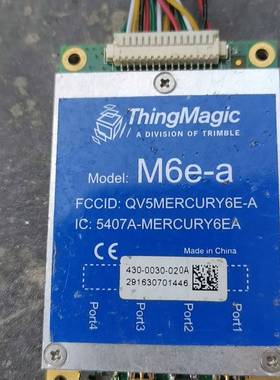 ThingMagic
A DIVISION OF TRIMBLE
Model: M6e-a
FCCID: QV5MERCURY6E-A
IC: 5407A-MERCURY6EA
CE
Made in China
430-0030-020A
291630701446
Port4
Port3
Port2
Port1